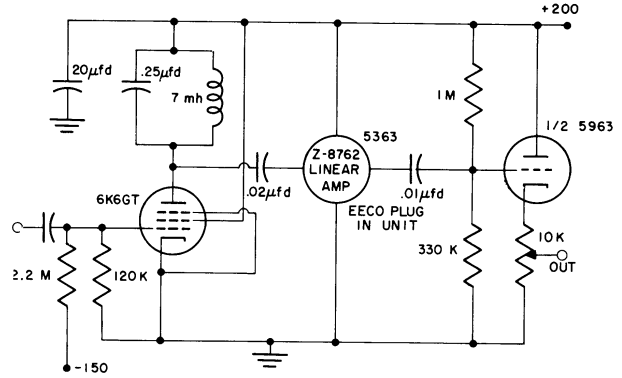 +200
20µfd
.25µfd
7 mh
1 M
1/2 5963
5363
Z-8762
LINEAR
AMP
.02µfd
.01µfd
6K6GT
EECO PLUG
IN UNIT
330 K
10K
OUT
2.2 M
120K
-150